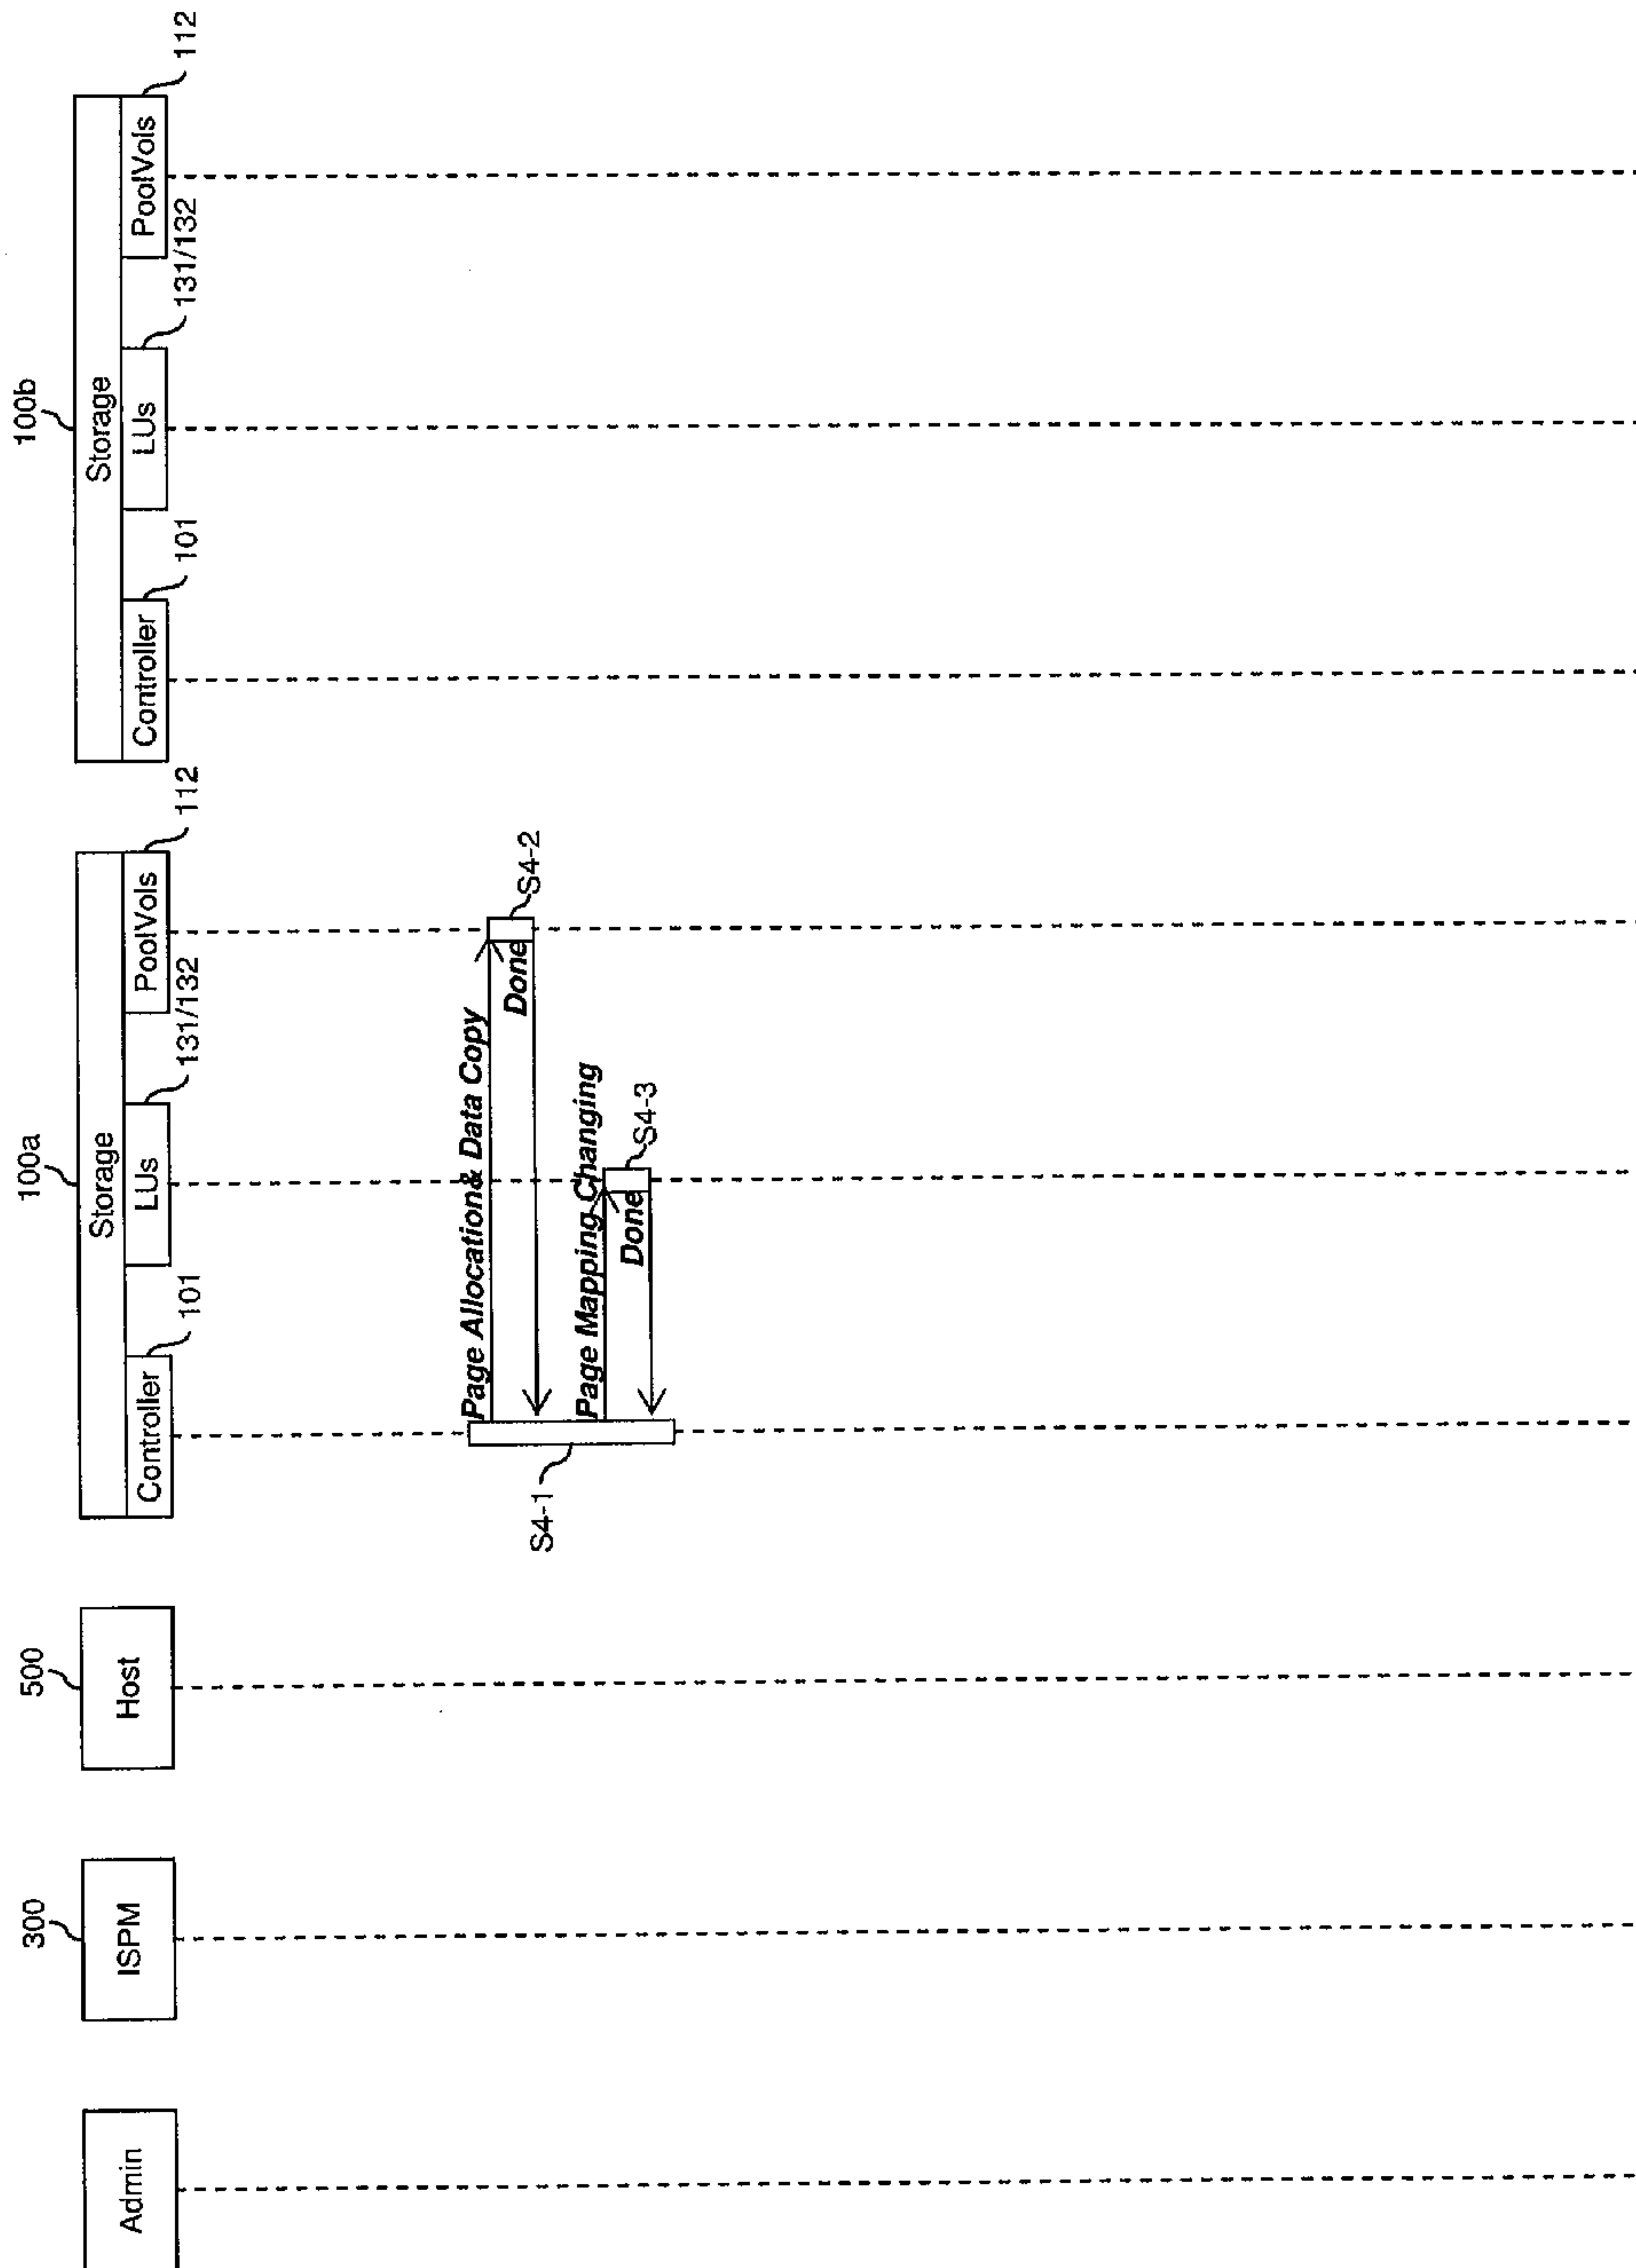 Admin
300
ISPM
500
Host
100a
Storage
Controller
101
LUs
131/132
PoolVols
112
100b
Storage
Controller
101
LUs
131/132
PoolVols
112
Page Allocation& Data Copy
Done
S4-2
S4-1
Page Mapping Changing
Done
S4-3